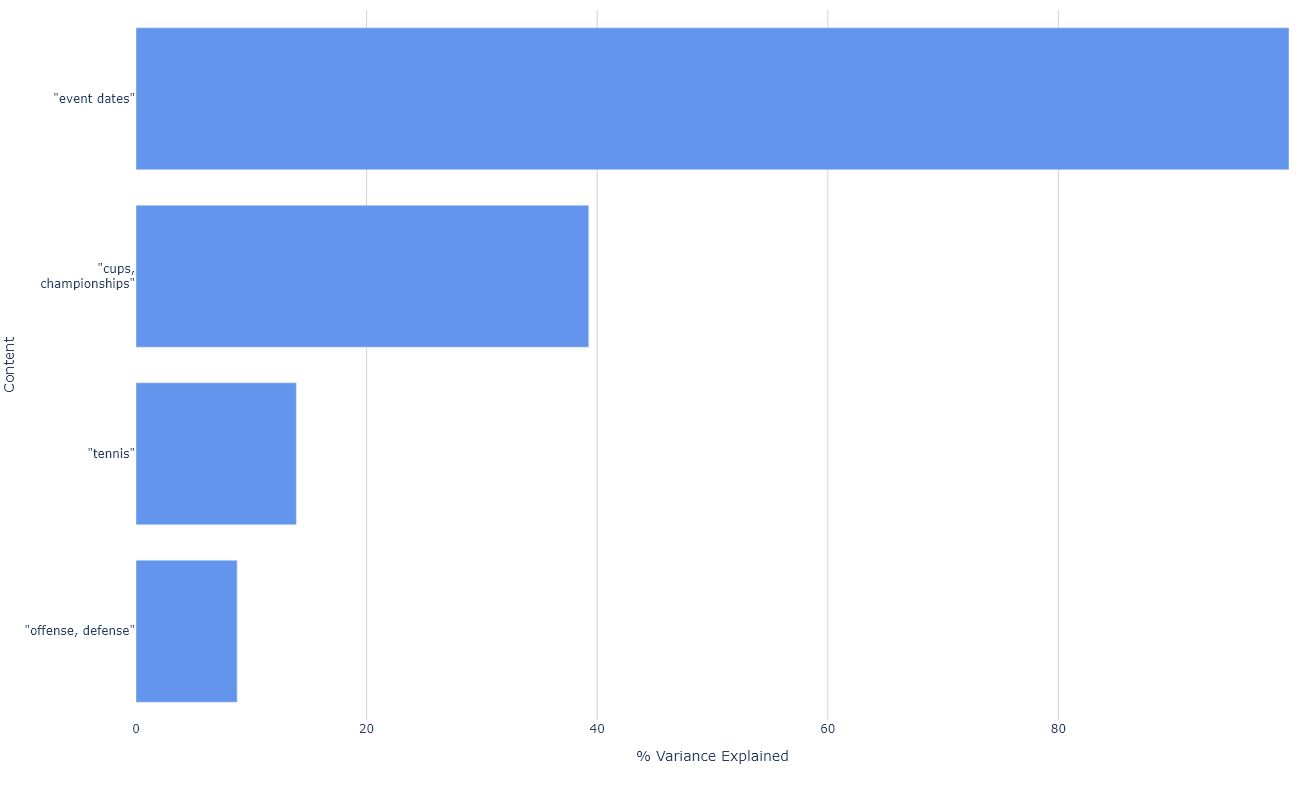 "event dates"
"cups,
championships"
"tennis"
"offense, defense"
Content
0 20 40 60 80
% Variance Explained